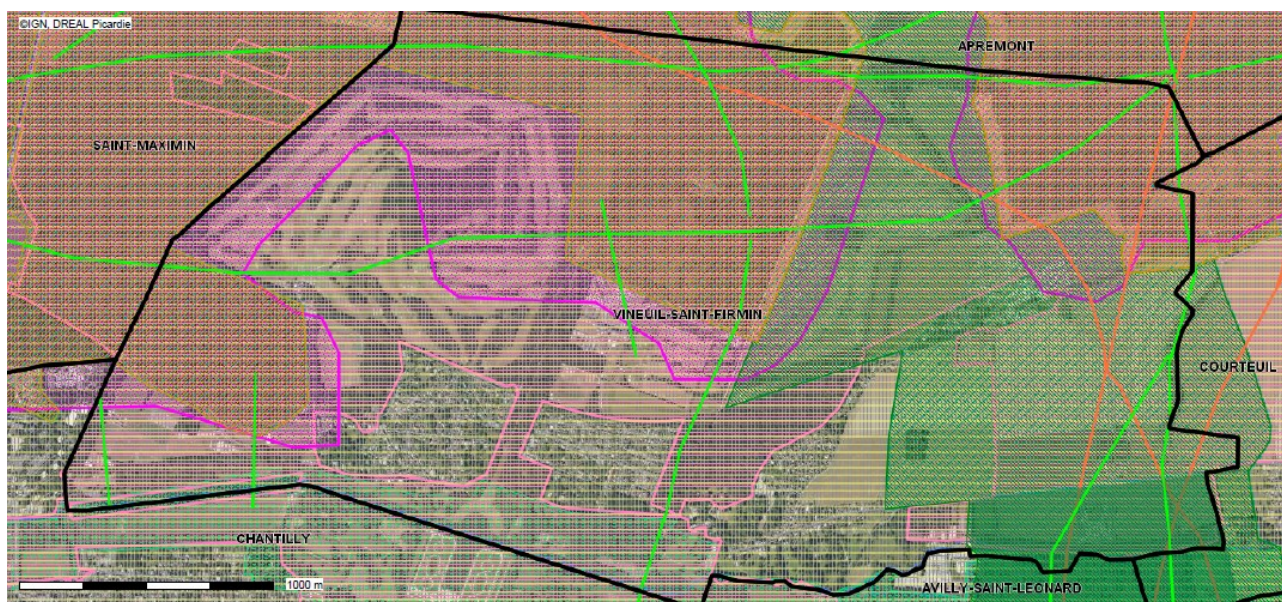 ©IGN, DREAL Picardie
APREMONT
SAINT-MAXIMIN
VINEUIL-SAINT-FIRMIN
COURTEUIL
CHANTILLY
1000 m
AVILLY-SAINT-LEONARD